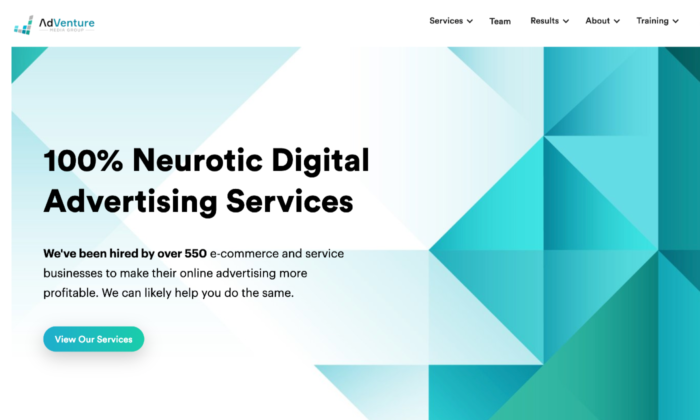 AdVenture
MEDIA GROUP
Services
Team
Results
About
Training
100% Neurotic Digital
Advertising Services
We've been hired by over 550 e-commerce and service
businesses to make their online advertising more
profitable. We can likely help you do the same.
View Our Services